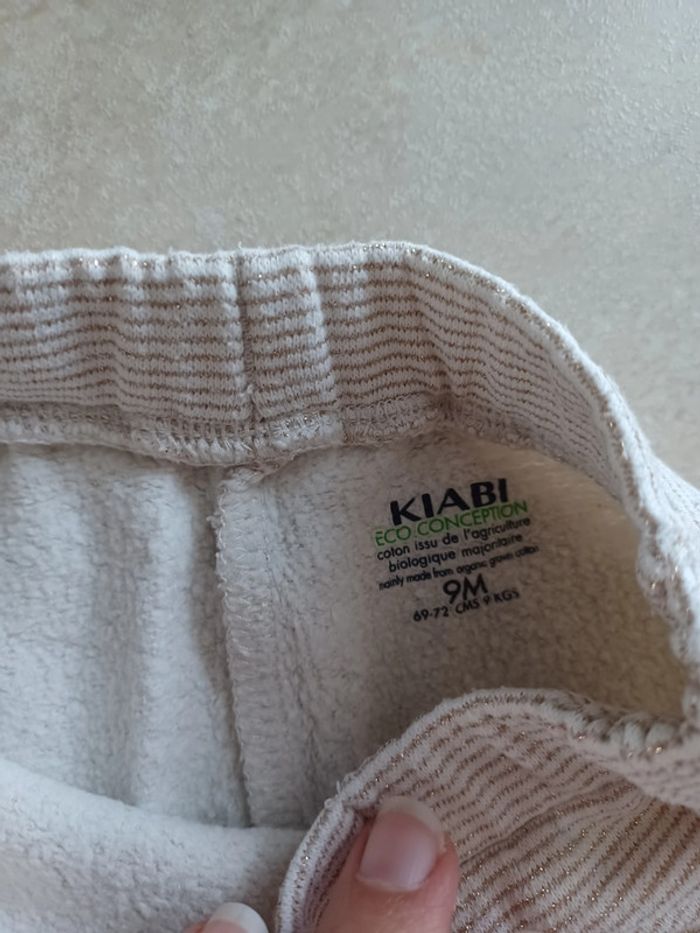 KIABI
ECO.CONCEPTION
coton issu de l'agriculture
biologique majoritaire
mainly made from organic grown cotton
9M
69-72 CMS 9 KGS